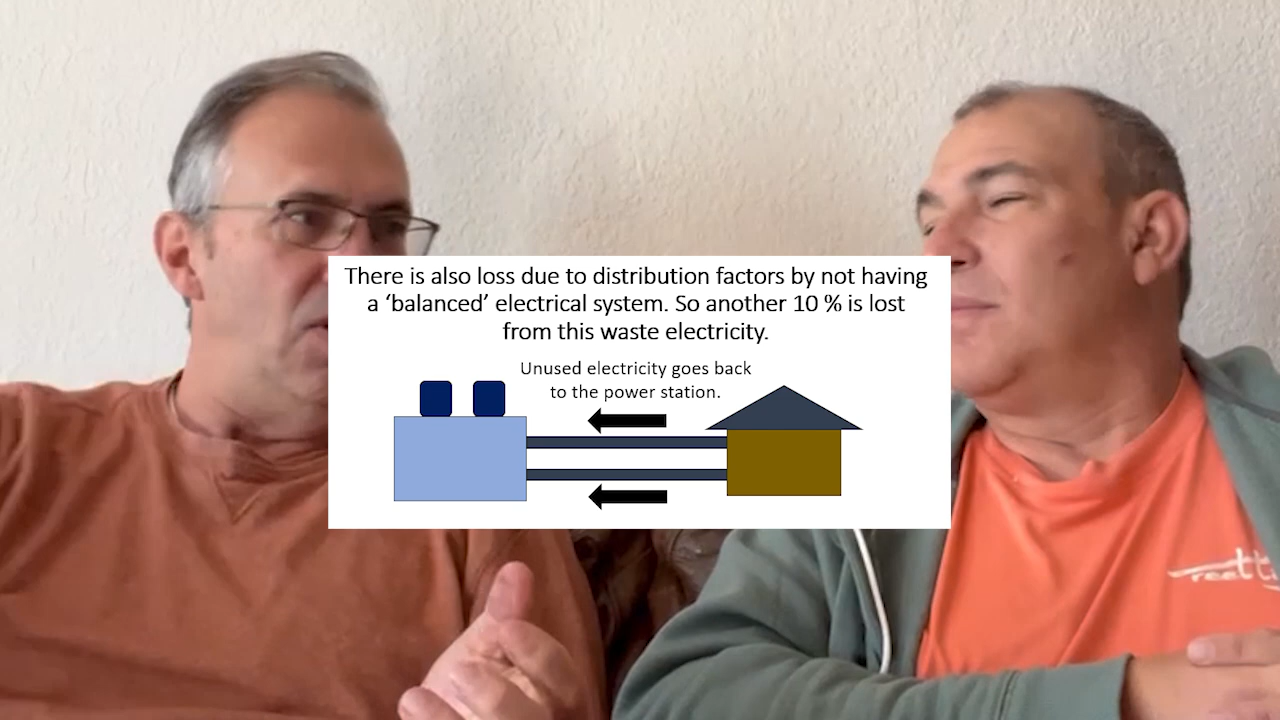 There is also loss due to distribution factors by not having
a ‘balanced’ electrical system. So another 10 % is lost
from this waste electricity.
Unused electricity goes back
to the power station.